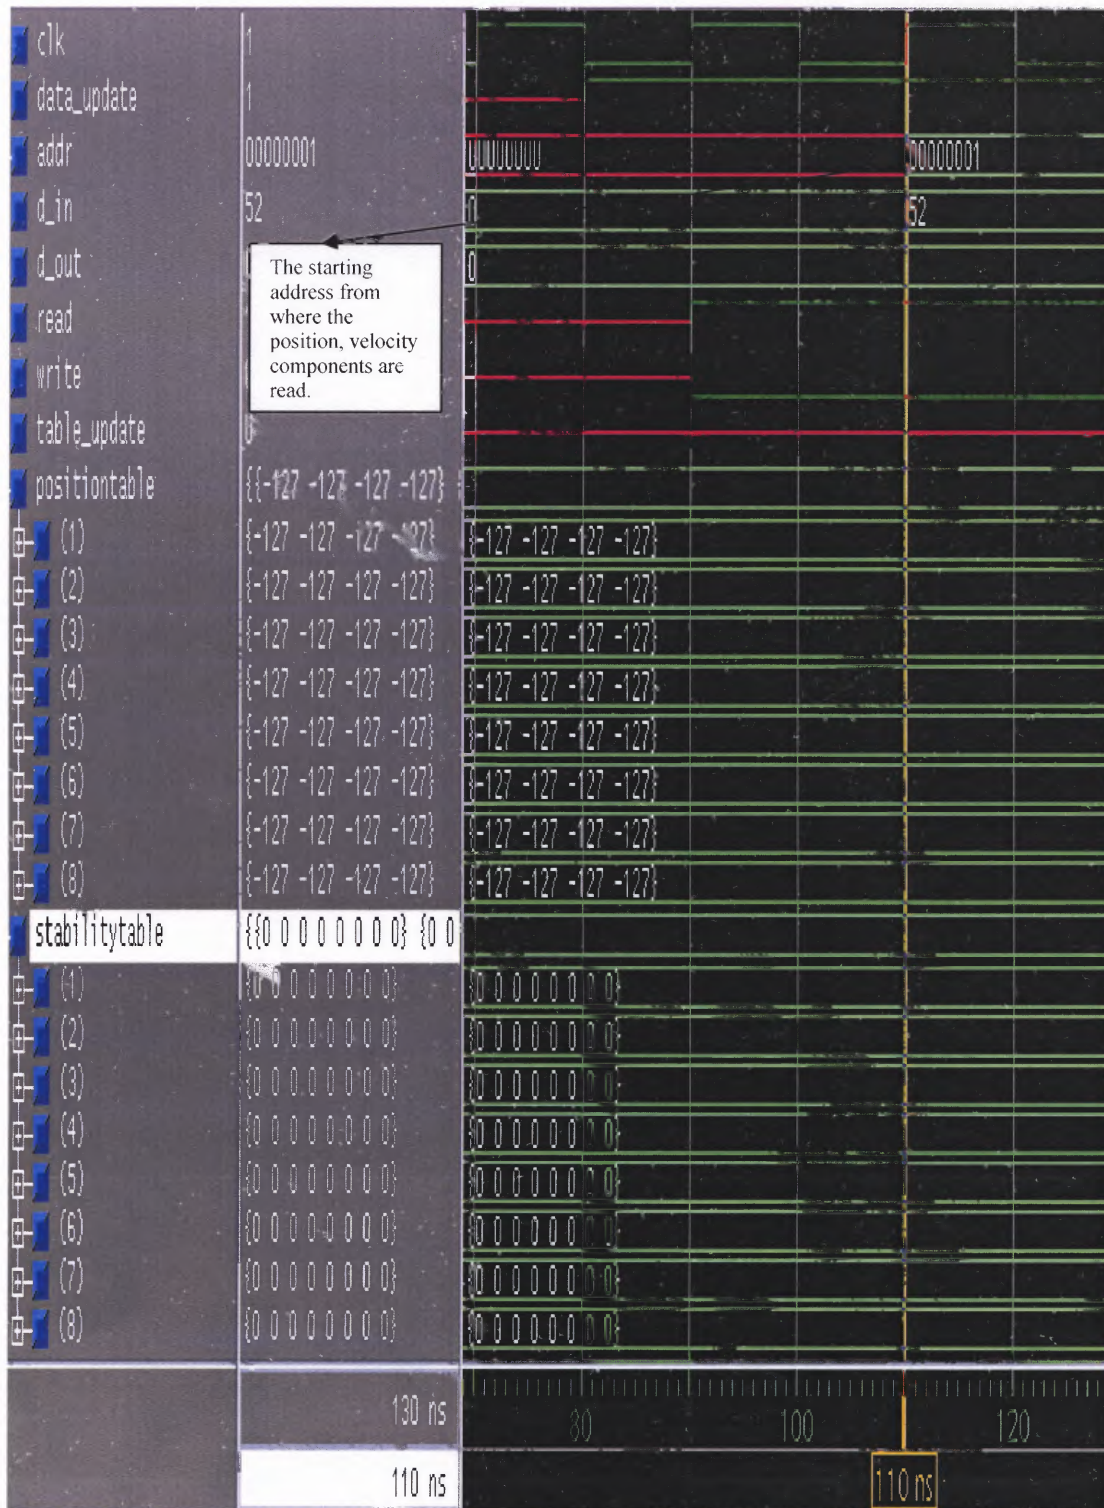 clk 1
data_update 1
addr 00000001 00000000 00000001
d_in 52 0 52
d_out 0
The starting
address from
where the
position, velocity
components are
read.
read
write
table_update 0
positiontable {{-127 -127 -127 -127}
(1) {-127 -127 -127 -127} {-127 -127 -127 -127}
(2) {-127 -127 -127 -127} {-127 -127 -127 -127}
(3) {-127 -127 -127 -127} {-127 -127 -127 -127}
(4) {-127 -127 -127 -127} {-127 -127 -127 -127}
(5) {-127 -127 -127 -127} {-127 -127 -127 -127}
(6) {-127 -127 -127 -127} {-127 -127 -127 -127}
(7) {-127 -127 -127 -127} {-127 -127 -127 -127}
(8) {-127 -127 -127 -127} {-127 -127 -127 -127}
stabilitytable {{0 0 0 0 0 0 0 0} {0 0
(1) {0 0 0 0 0 0 0 0} {0 0 0 0 0 0 0 0}
(2) {0 0 0 0 0 0 0 0} {0 0 0 0 0 0 0 0}
(3) {0 0 0 0 0 0 0 0} {0 0 0 0 0 0 0 0}
(4) {0 0 0 0 0 0 0 0} {0 0 0 0 0 0 0 0}
(5) {0 0 0 0 0 0 0 0} {0 0 0 0 0 0 0 0}
(6) {0 0 0 0 0 0 0 0} {0 0 0 0 0 0 0 0}
(7) {0 0 0 0 0 0 0 0} {0 0 0 0 0 0 0 0}
(8) {0 0 0 0 0 0 0 0} {0 0 0 0 0 0 0 0}
130 ns 80 100 120
110 ns 110 ns